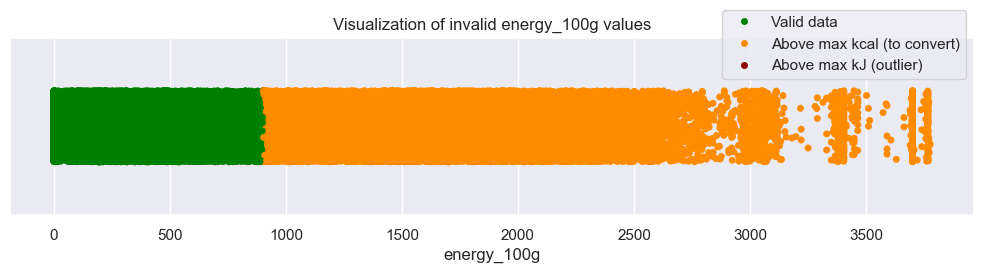 Visualization of invalid energy_100g values
Valid data
Above max kcal (to convert)
Above max kJ (outlier)
0 500 1000 1500 2000 2500 3000 3500
energy_100g